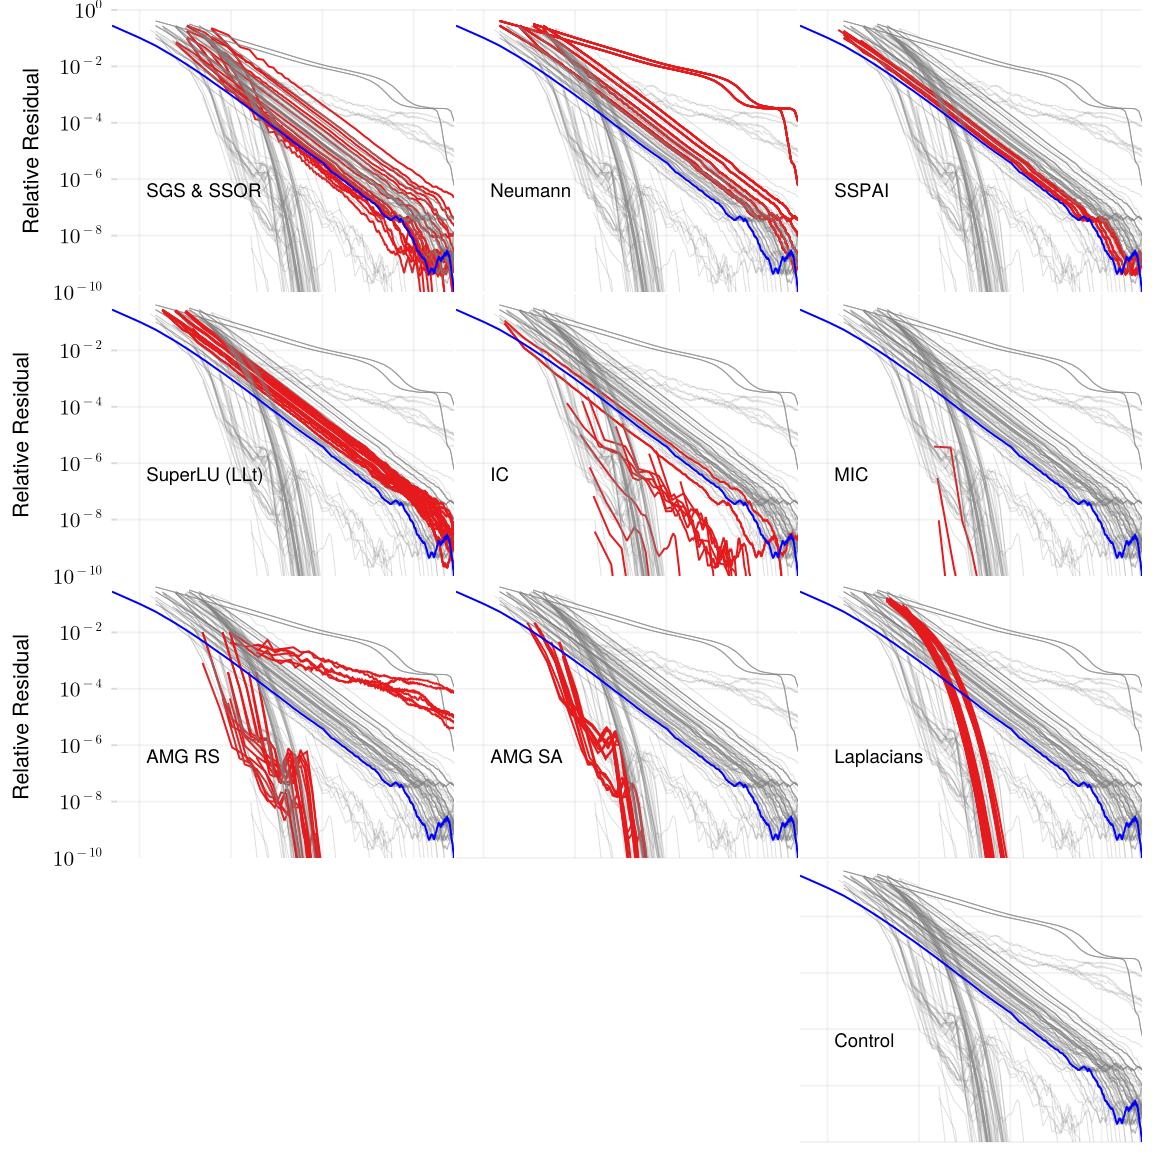 10^0
10^−2
10^−4
10^−6
10^−8
10^−10
Relative Residual
SGS & SSOR
Neumann
SSPAI
10^−2
10^−4
10^−6
10^−8
10^−10
Relative Residual
SuperLU (LLt)
IC
MIC
10^−2
10^−4
10^−6
10^−8
10^−10
Relative Residual
AMG RS
AMG SA
Laplacians
Control